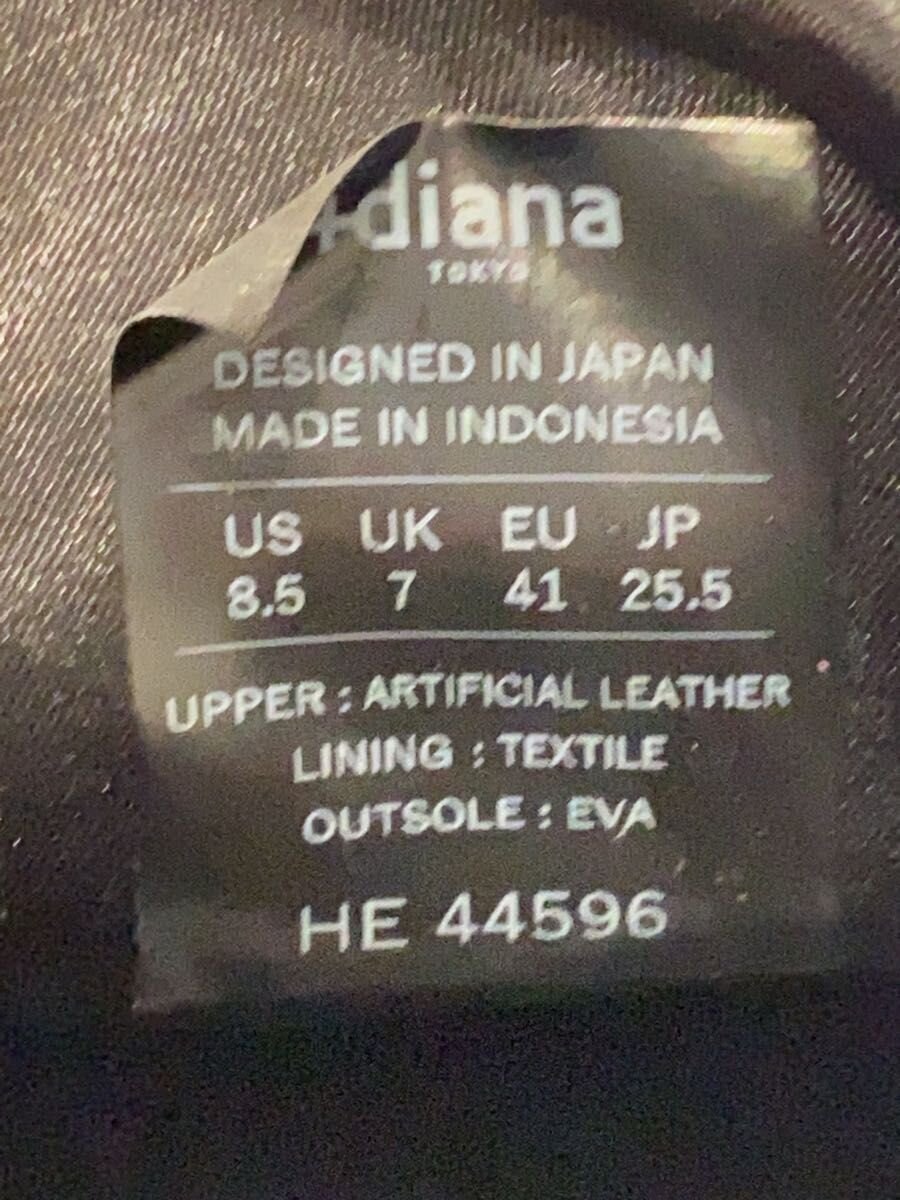 +diana
TOKYO
DESIGNED IN JAPAN
MADE IN INDONESIA
US UK EU JP
8.5 7 41 25.5
UPPER : ARTIFICIAL LEATHER
LINING : TEXTILE
OUTSOLE : EVA
HE 44596